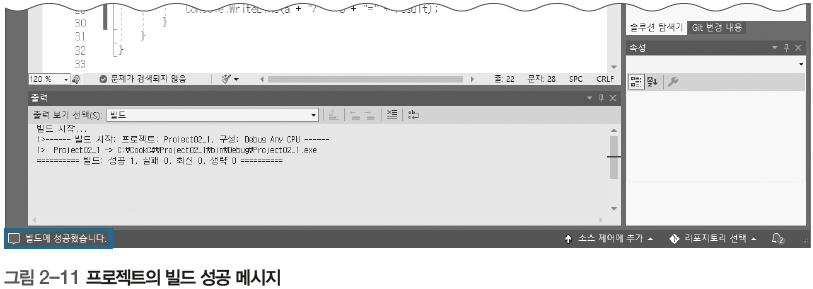 Console.WriteLine(a + "/" + b + "=" + result);
30 }
31 }
32 }
33
솔루션 탐색기 Git 변경 내용
속성
120 % 문제가 검색되지 않음 줄: 22 문자: 28 SPC CRLF
출력
출력 보기 선택(S): 빌드
빌드 시작...
1>------ 빌드 시작: 프로젝트: Project02_1, 구성: Debug Any CPU ------
1> Project02_1 -> C:\CookC#\Project02_1\bin\Debug\Project02_1.exe
========== 빌드: 성공 1, 실패 0, 최신 0, 생략 0 ==========
빌드에 성공했습니다. 소스 제어에 추가 리포지토리 선택 2
그림 2-11 프로젝트의 빌드 성공 메시지